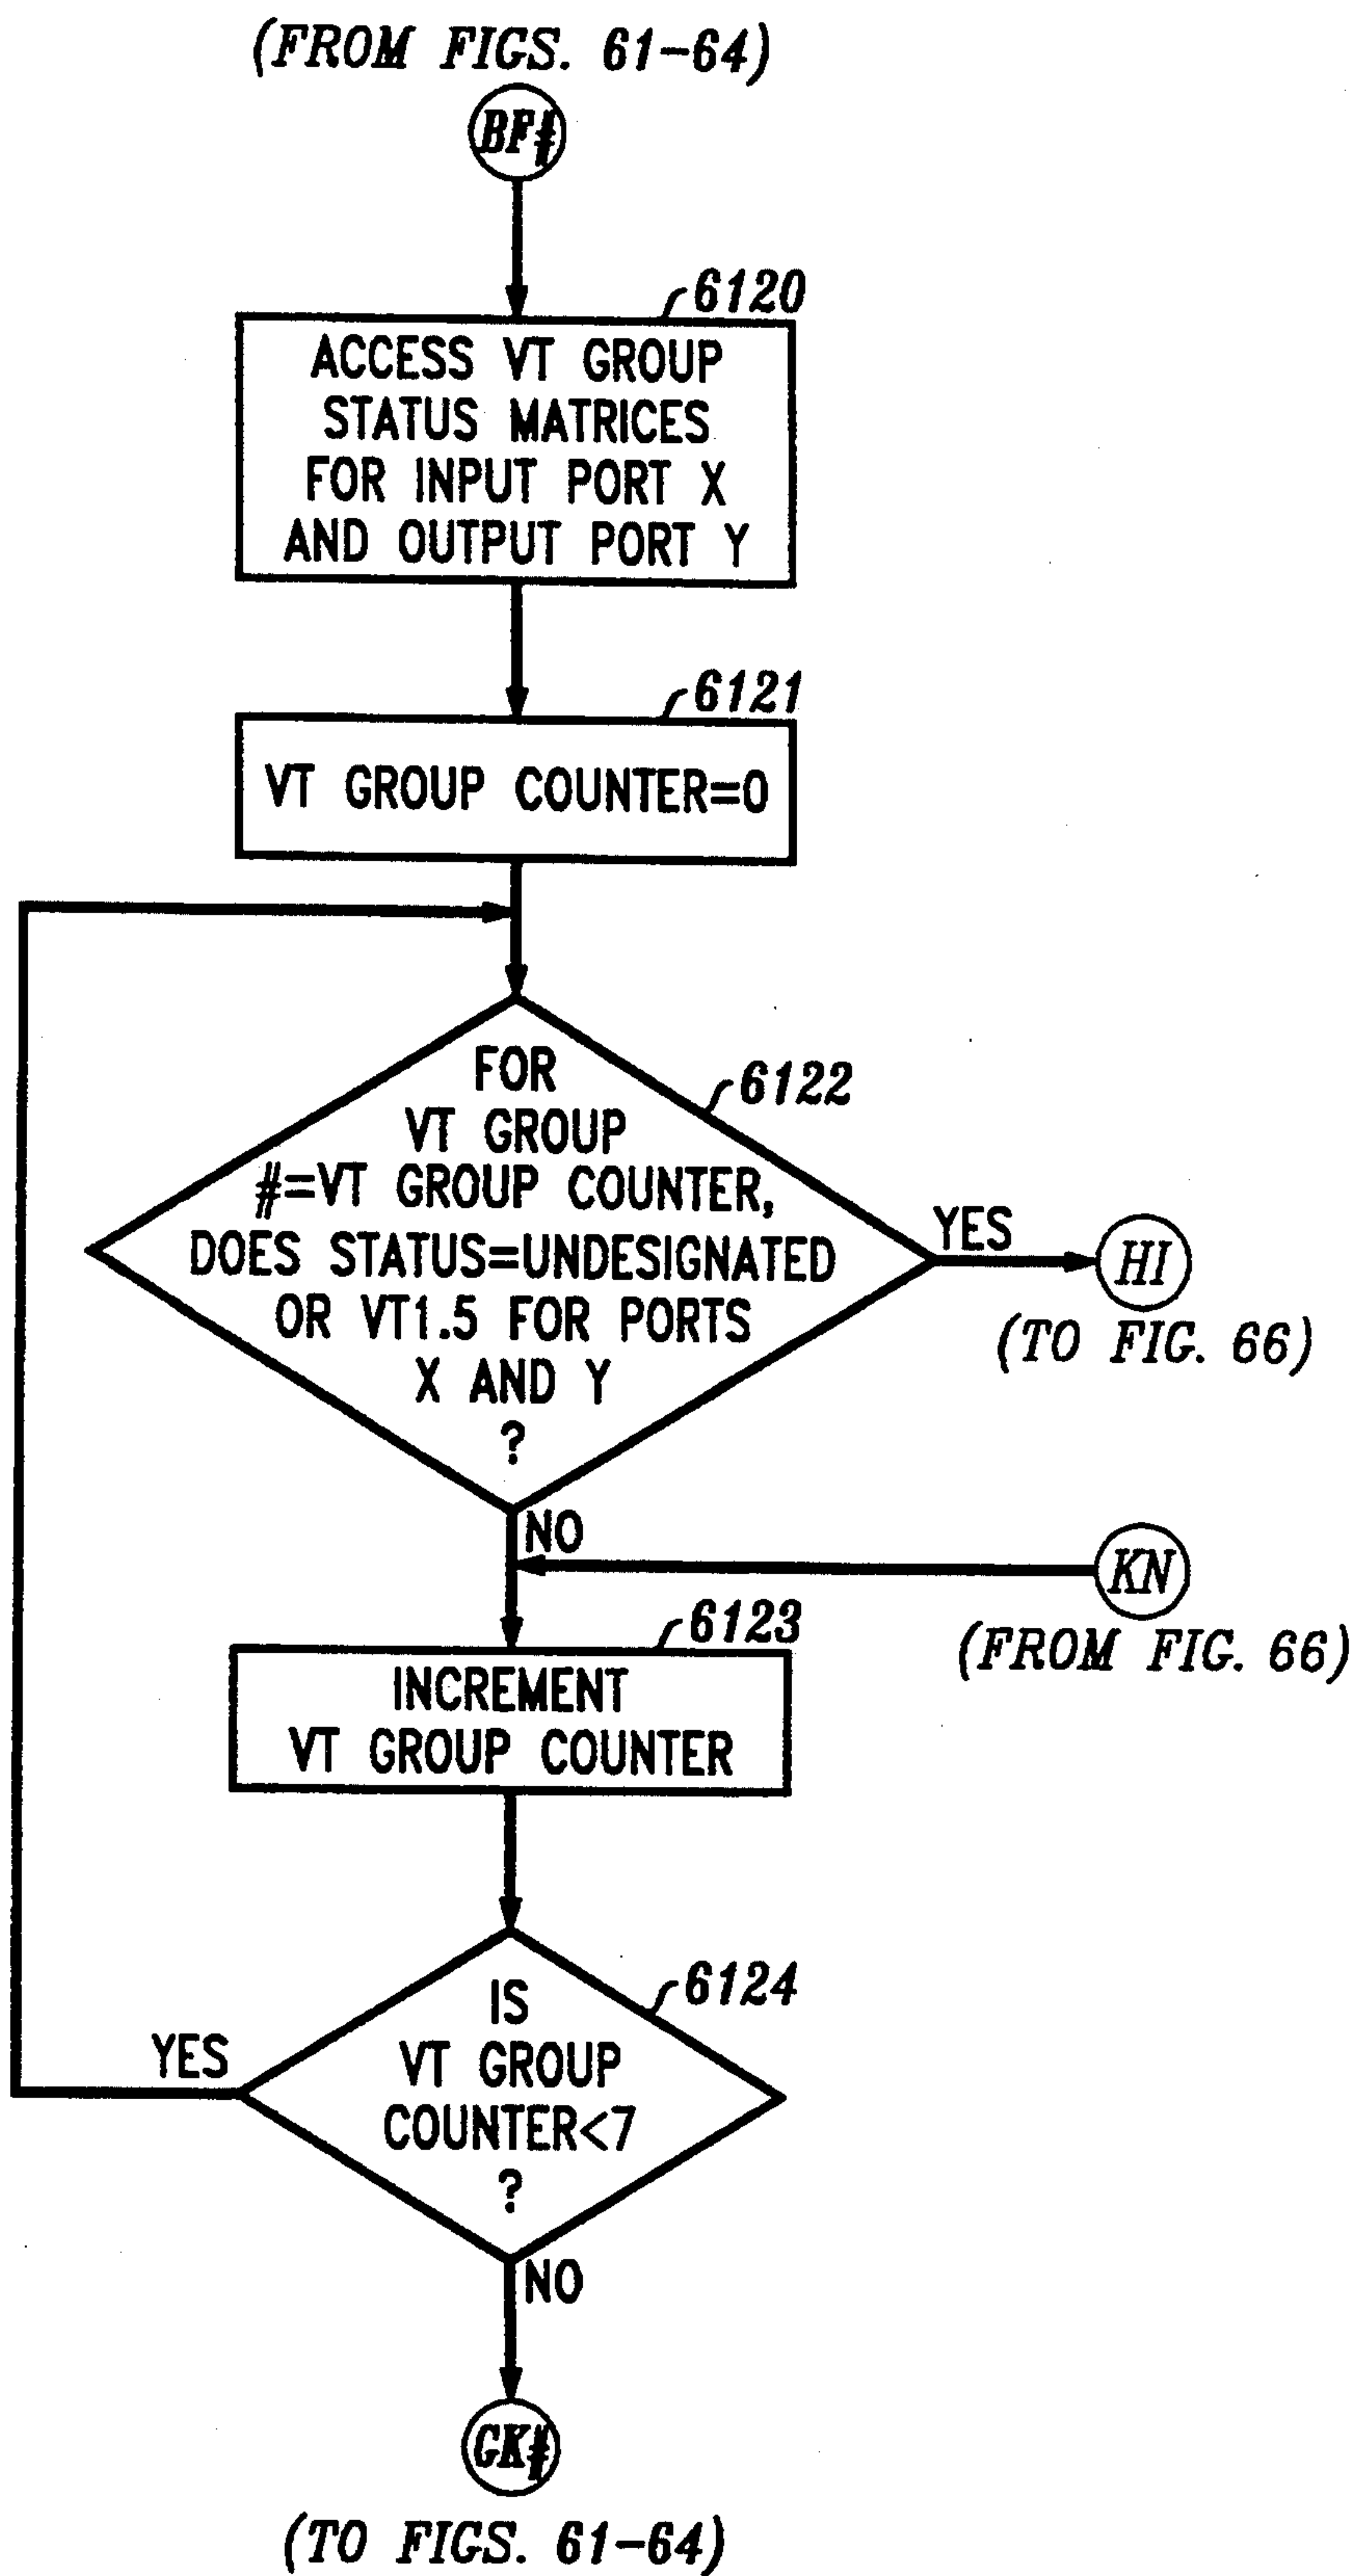 (FROM FIGS. 61-64)
BF#
6120
ACCESS VT GROUP
STATUS MATRICES
FOR INPUT PORT X
AND OUTPUT PORT Y
6121
VT GROUP COUNTER=0
FOR
VT GROUP
#=VT GROUP COUNTER,
DOES STATUS=UNDESIGNATED
OR VT1.5 FOR PORTS
X AND Y
?
6122
YES
HI
(TO FIG. 66)
NO
KN
(FROM FIG. 66)
6123
INCREMENT
VT GROUP COUNTER
6124
IS
VT GROUP
COUNTER<7
?
YES
NO
GK#
(TO FIGS. 61-64)